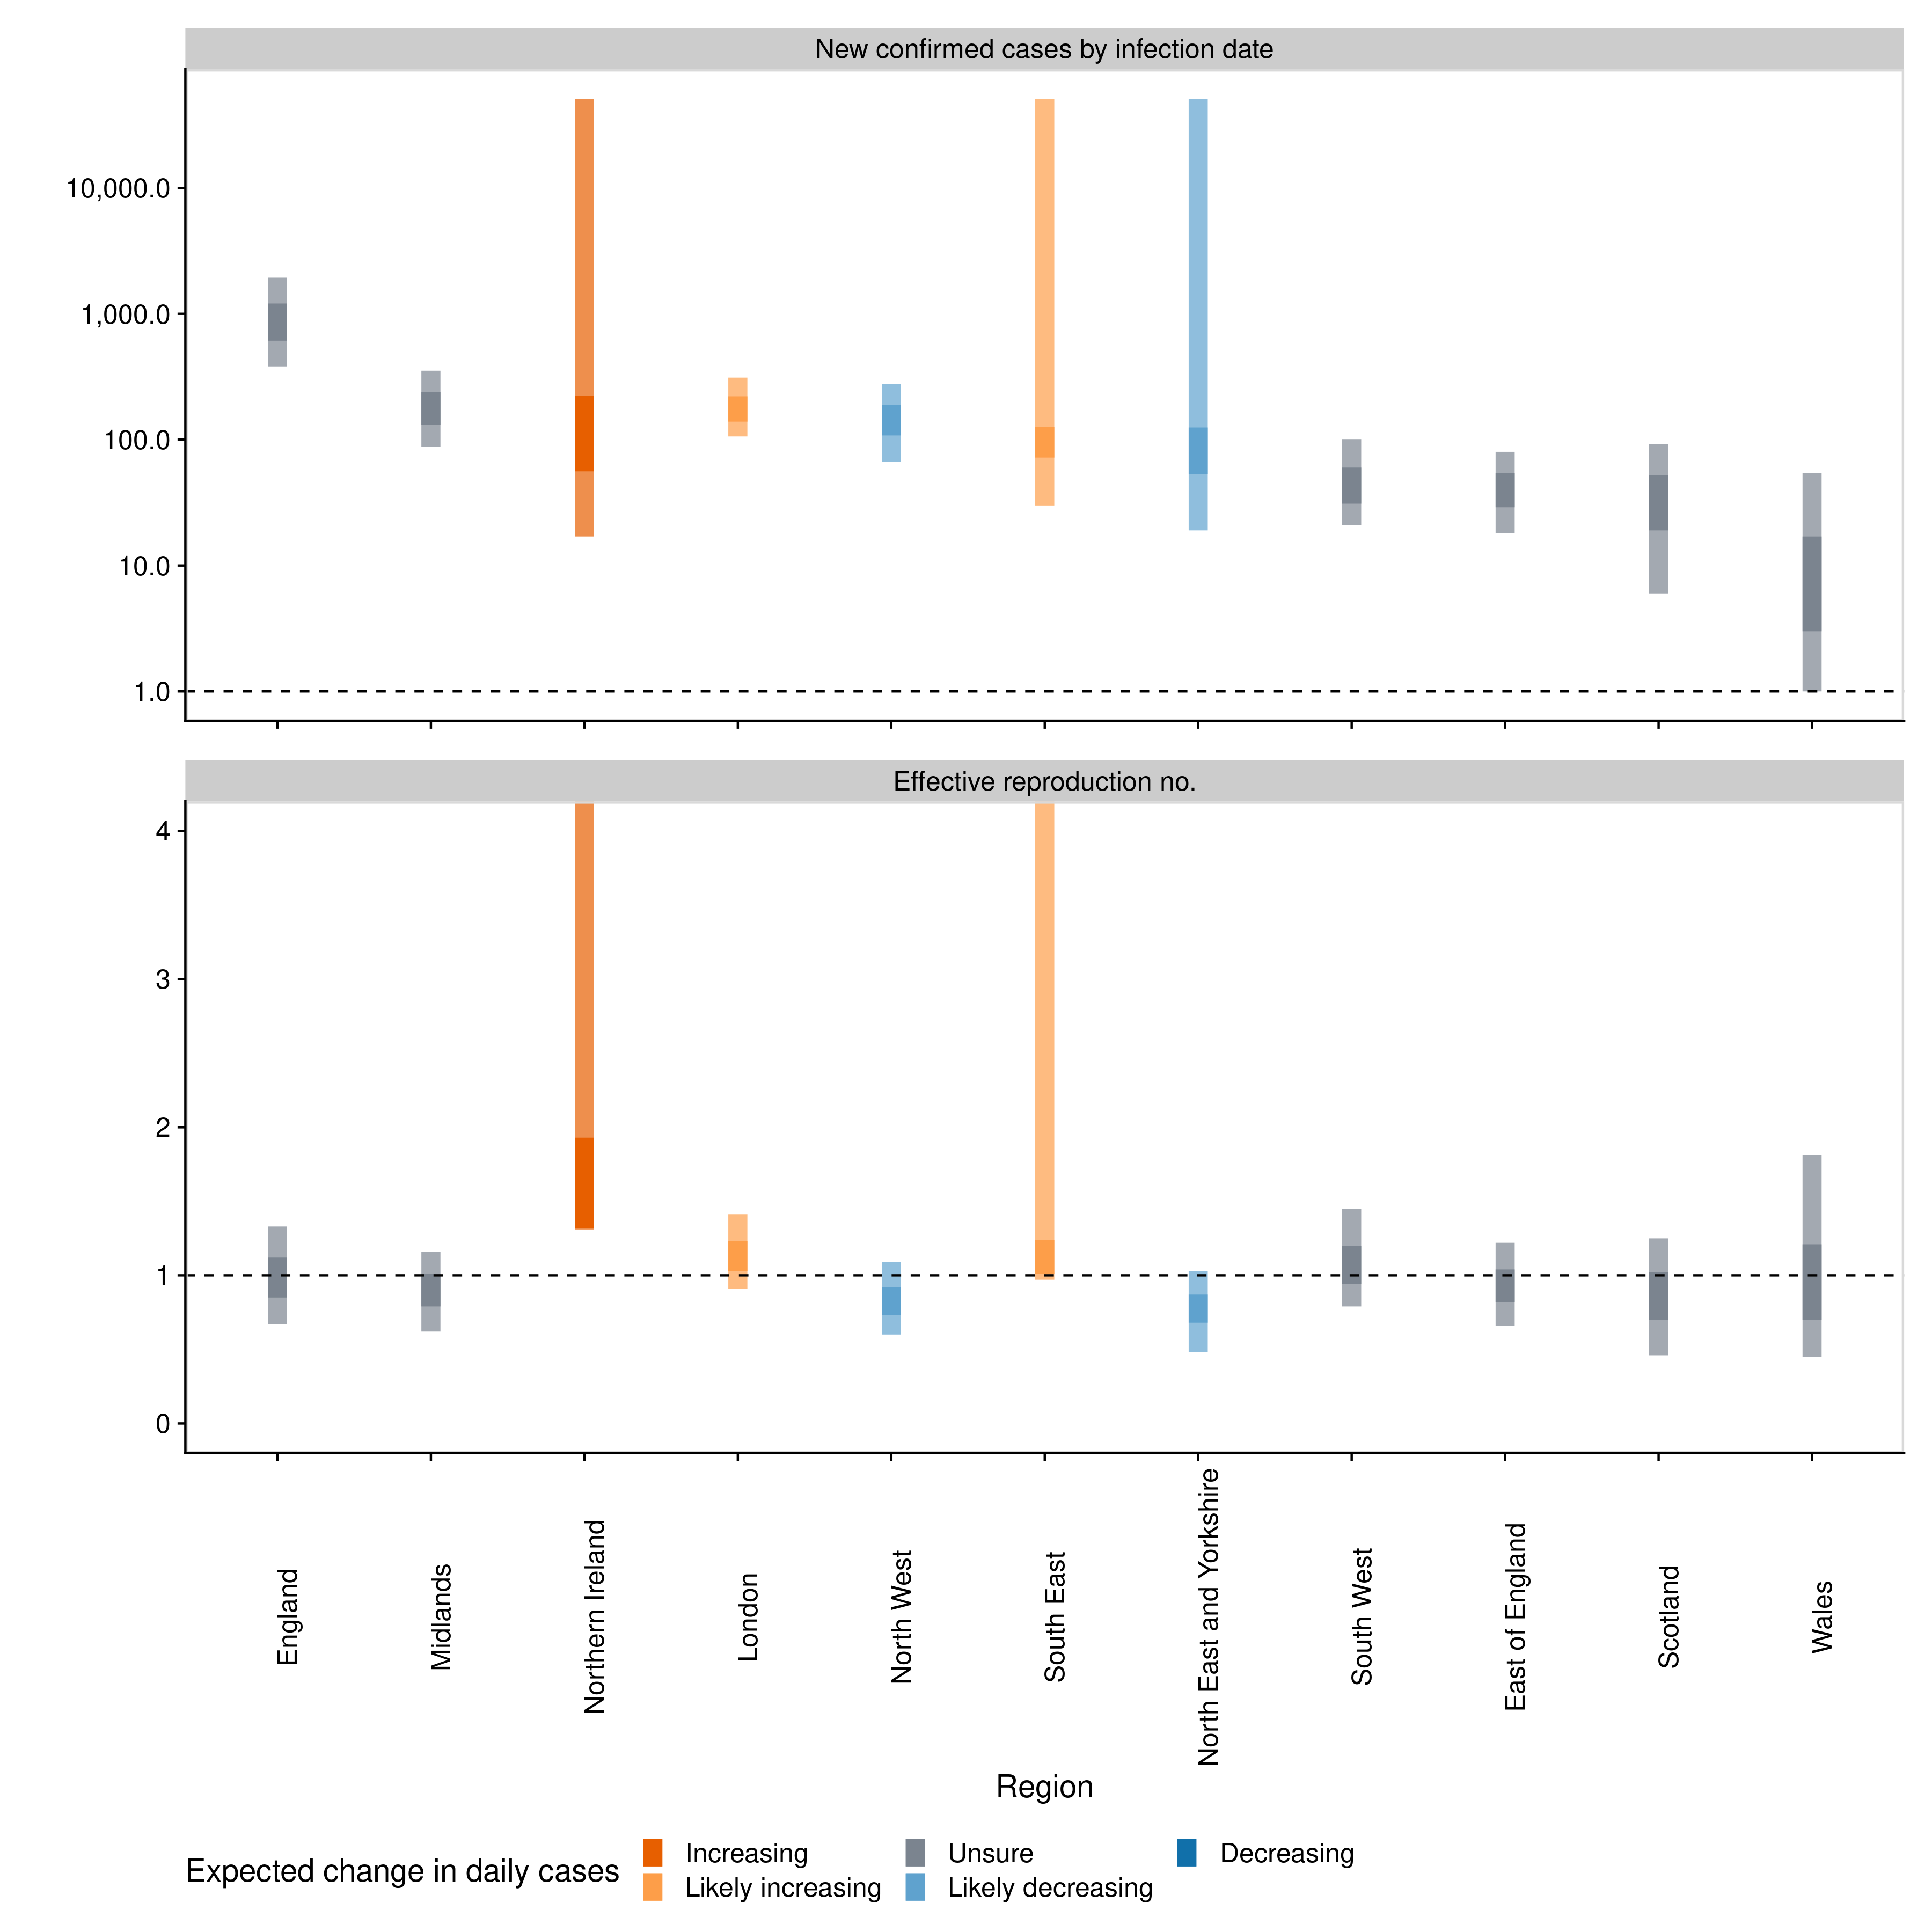 New confirmed cases by infection date
10,000.0
1,000.0
100.0
10.0
1.0
Effective reproduction no.
4
3
2
1
0
England
Midlands
Northern Ireland
London
North West
South East
North East and Yorkshire
South West
East of England
Scotland
Wales
Region
Expected change in daily cases
Increasing
Likely increasing
Unsure
Likely decreasing
Decreasing